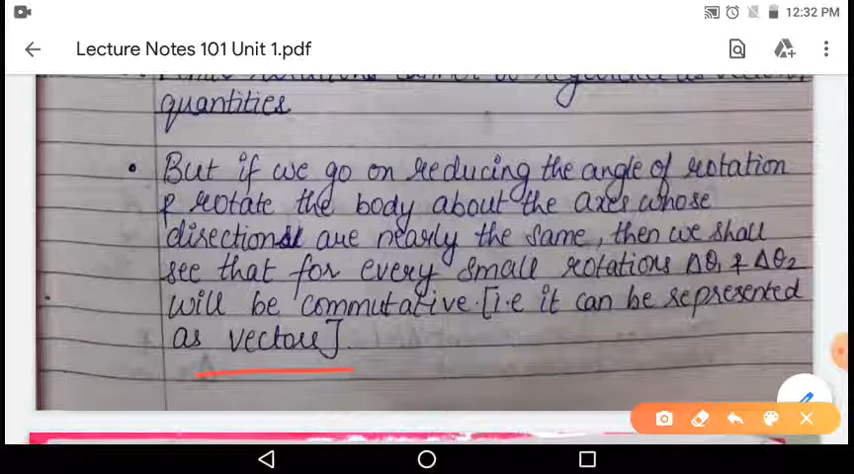 12:32 PM
Lecture Notes 101 Unit 1.pdf
quantities
• But if we go on reducing the angle of rotation
& rotate the body about the axes whose
directions are nearly the same, then we shall
see that for every small rotations Δθ1 & Δθ2
will be commutative. [i.e it can be represented
as vectors].